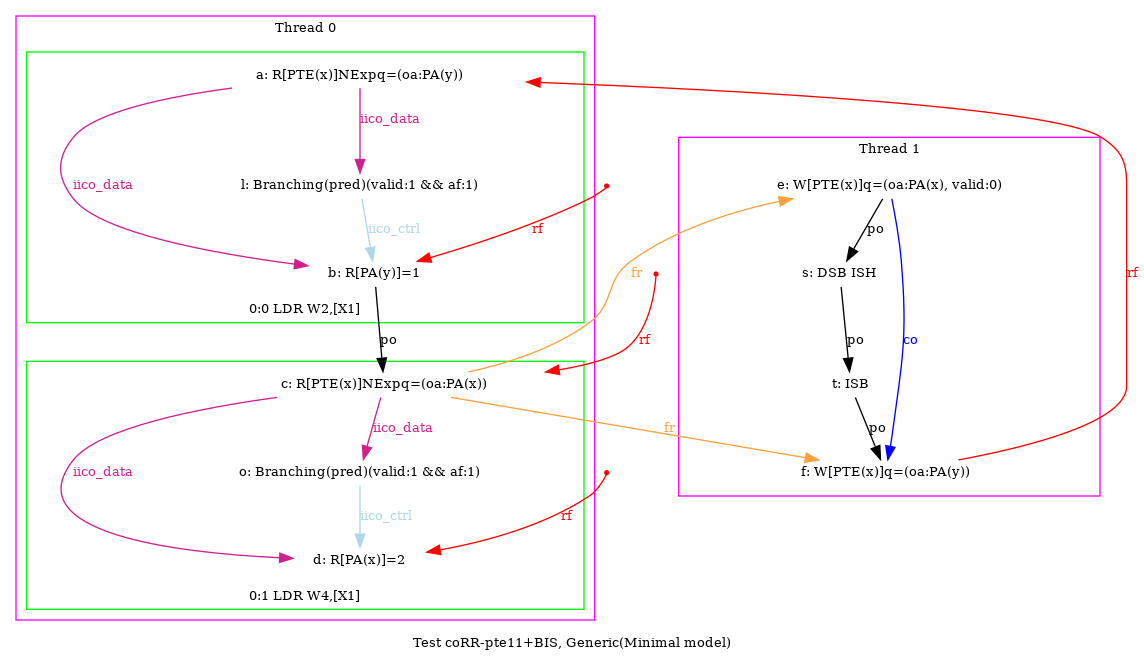 Thread 0
a: R[PTE(x)]NExpq=(oa:PA(y))
iico_data
iico_data
l: Branching(pred)(valid:1 && af:1)
iico_ctrl
rf
b: R[PA(y)]=1
0:0 LDR W2,[X1]
po
c: R[PTE(x)]NExpq=(oa:PA(x))
iico_data
iico_data
o: Branching(pred)(valid:1 && af:1)
iico_ctrl
rf
d: R[PA(x)]=2
0:1 LDR W4,[X1]
fr
rf
fr
Thread 1
e: W[PTE(x)]q=(oa:PA(x), valid:0)
po
s: DSB ISH
co
po
t: ISB
po
f: W[PTE(x)]q=(oa:PA(y))
rf
Test coRR-pte11+BIS, Generic(Minimal model)